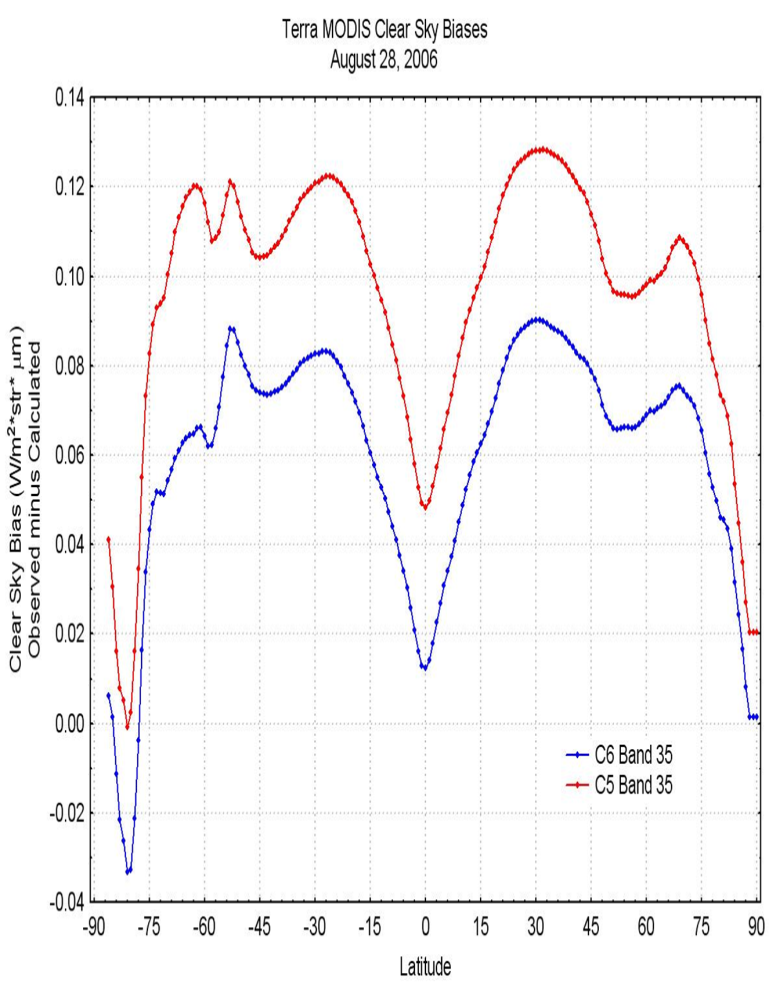 Terra MODIS Clear Sky Biases
August 28, 2006
Clear Sky Bias (W/m²*str* µm)
Observed minus Calculated
0.14
0.12
0.10
0.08
0.06
0.04
0.02
0.00
-0.02
-0.04
C6 Band 35
C5 Band 35
-90 -75 -60 -45 -30 -15 0 15 30 45 60 75 90
Latitude